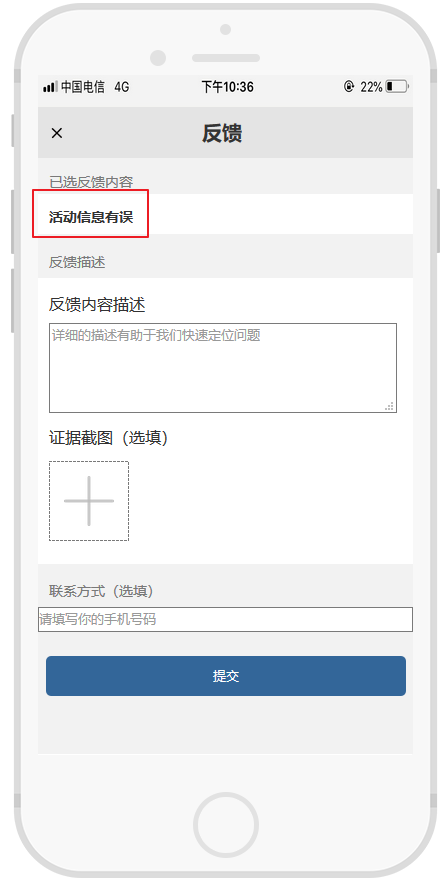 中国电信 4G 下午10:36 22%
× 反馈
已选反馈内容
活动信息有误
反馈描述
反馈内容描述
详细的描述有助于我们快速定位问题
证据截图（选填）
联系方式（选填）
请填写你的手机号码
提交